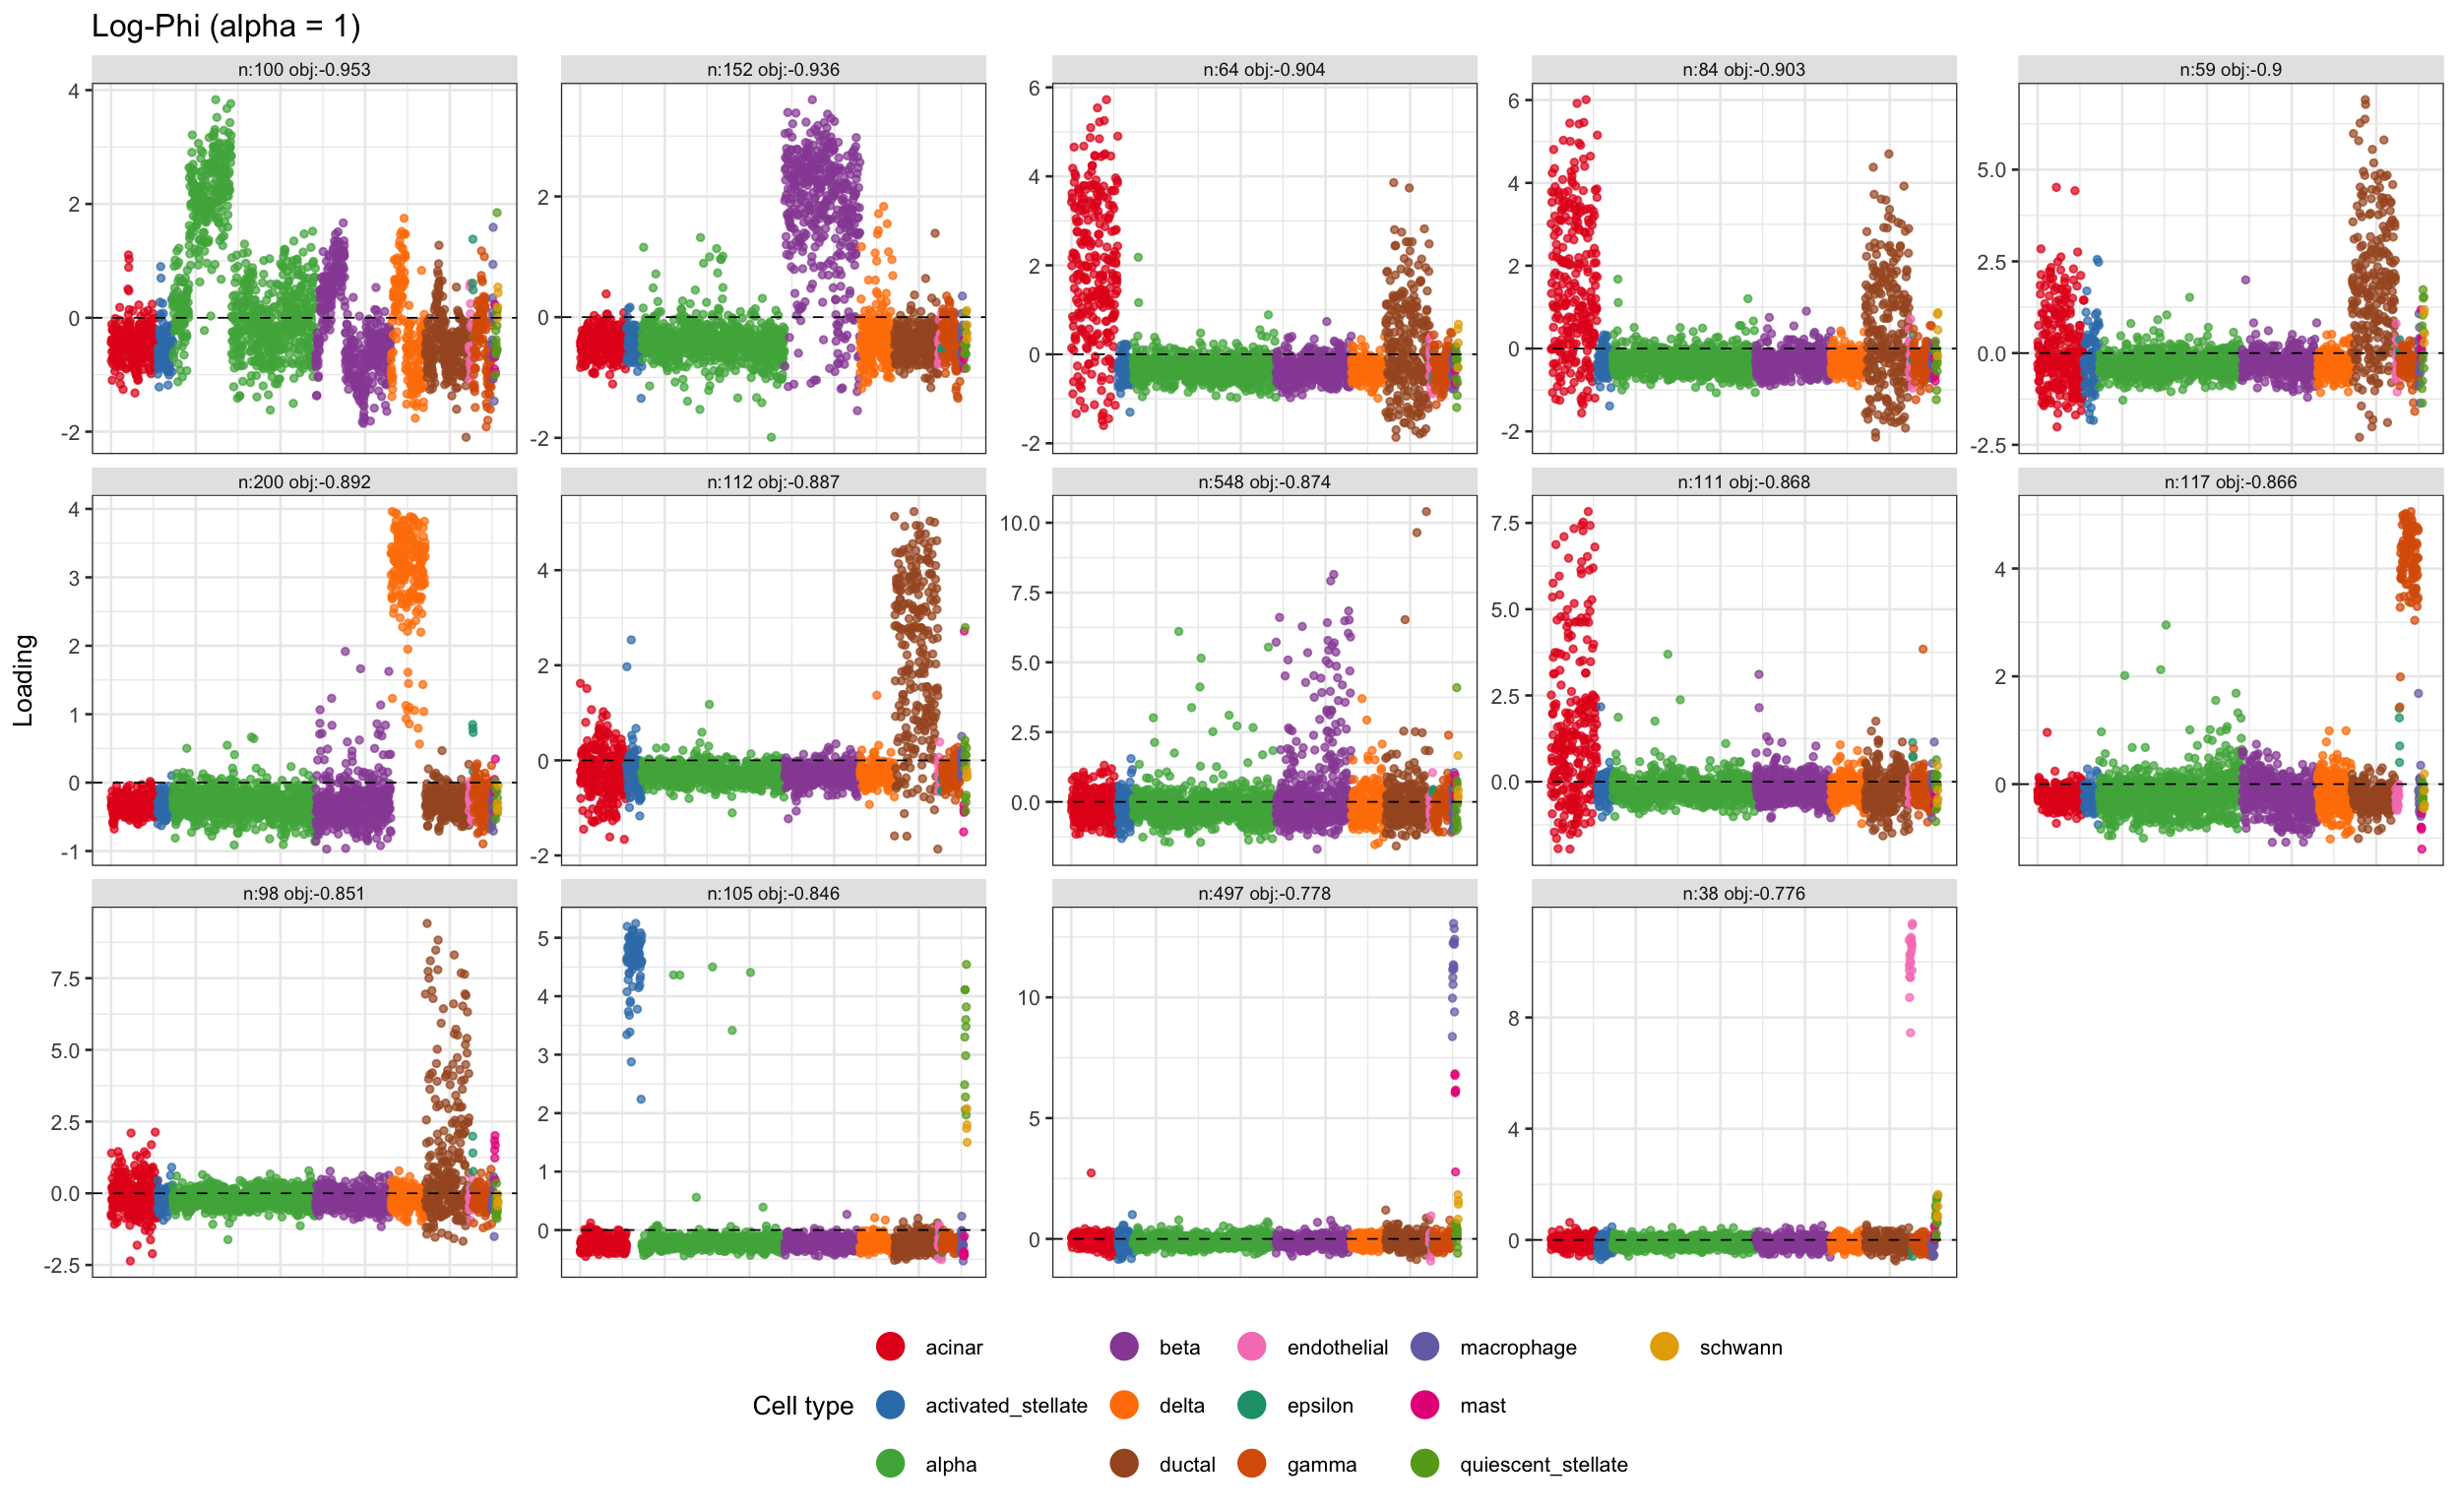 Log-Phi (alpha = 1)
n:100 obj:-0.953
n:152 obj:-0.936
n:64 obj:-0.904
n:84 obj:-0.903
n:59 obj:-0.9
4
2
0
-2
2
0
-2
6
4
2
0
-2
6
4
2
0
-2
5.0
2.5
0.0
-2.5
n:200 obj:-0.892
n:112 obj:-0.887
n:548 obj:-0.874
n:111 obj:-0.868
n:117 obj:-0.866
4
3
2
1
0
-1
4
2
0
-2
10.0
7.5
5.0
2.5
0.0
7.5
5.0
2.5
0.0
4
2
0
Loading
n:98 obj:-0.851
n:105 obj:-0.846
n:497 obj:-0.778
n:38 obj:-0.776
7.5
5.0
2.5
0.0
-2.5
5
4
3
2
1
0
10
5
0
8
4
0
Cell type
acinar
activated_stellate
alpha
beta
delta
ductal
endothelial
epsilon
gamma
macrophage
mast
quiescent_stellate
schwann